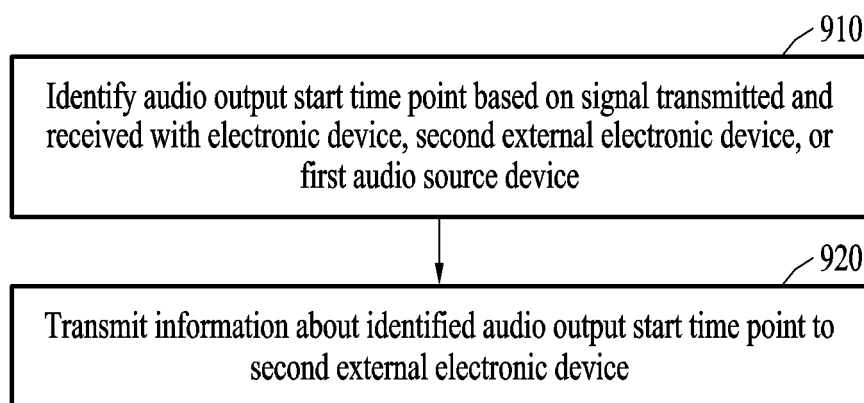 910
Identify audio output start time point based on signal transmitted and
received with electronic device, second external electronic device, or
first audio source device
920
Transmit information about identified audio output start time point to
second external electronic device